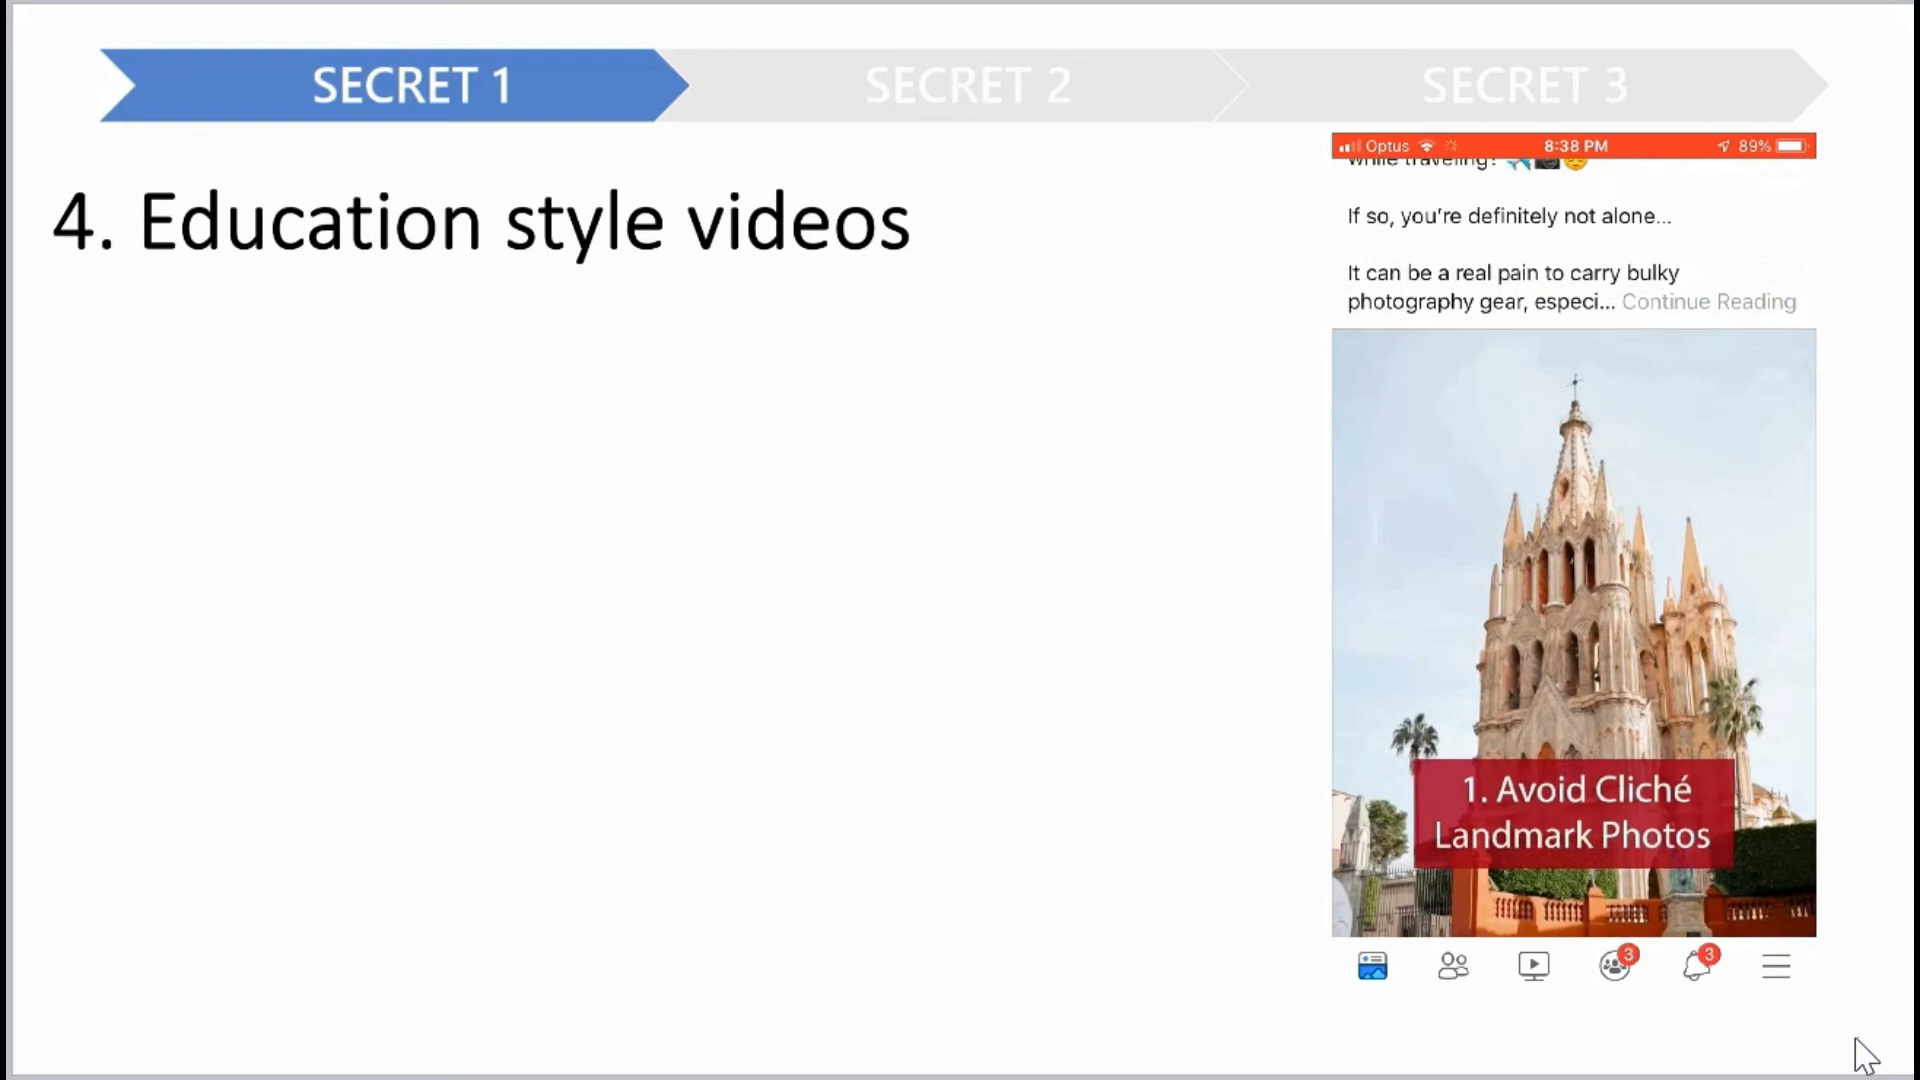 SECRET 1
SECRET 2
SECRET 3
4. Education style videos
Optus 8:38 PM 89%
while traveling?
If so, you're definitely not alone...
It can be a real pain to carry bulky
photography gear, especi... Continue Reading
1. Avoid Cliché
Landmark Photos
3
3